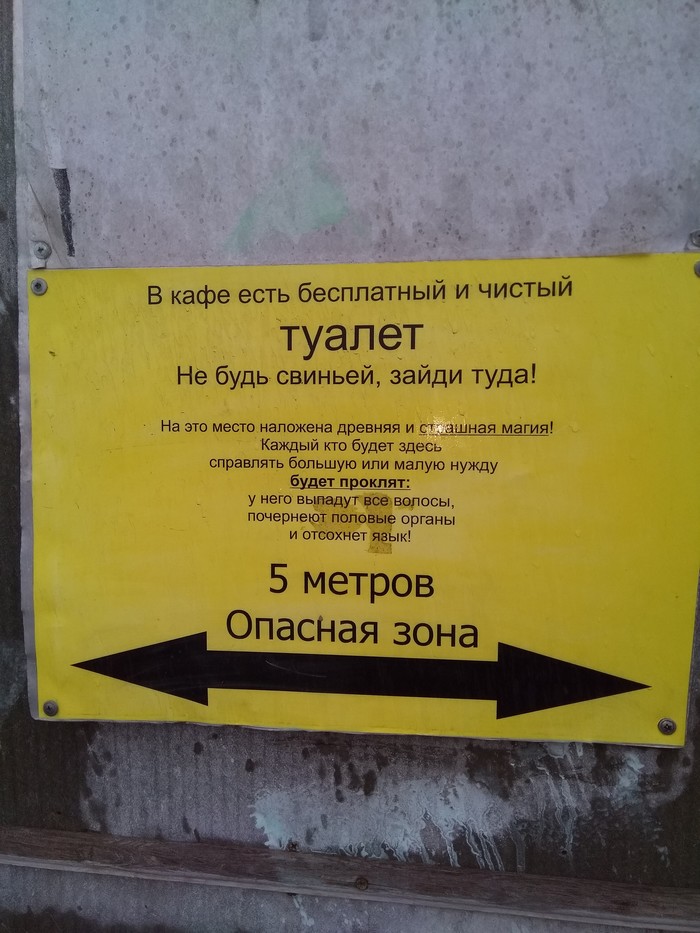 В кафе есть бесплатный и чистый
туалет
Не будь свиньей, зайди туда!
На это место наложена древняя и страшная магия!
Каждый кто будет здесь
справлять большую или малую нужду
будет проклят:
у него выпадут все волосы,
почернеют половые органы
и отсохнет язык!
5 метров
Опасная зона